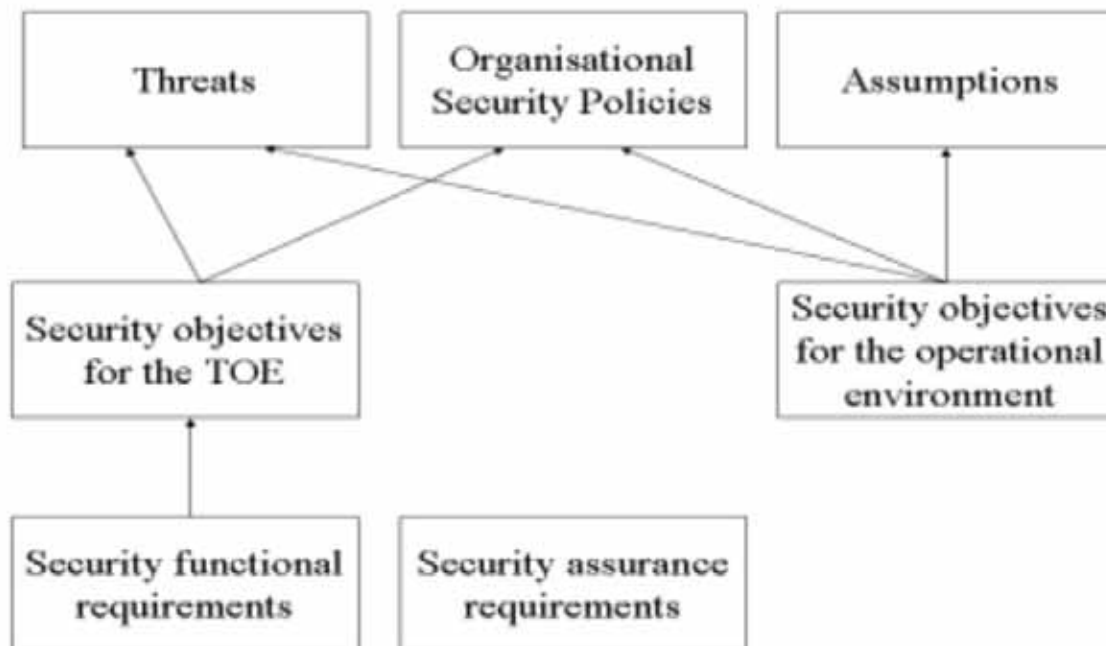 Threats
Organisational
Security Policies
Assumptions
Security objectives
for the TOE
Security objectives
for the operational
environment
Security functional
requirements
Security assurance
requirements